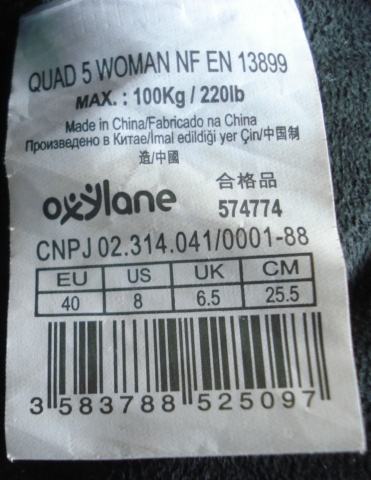 QUAD 5 WOMAN NF EN 13899
MAX. : 100Kg / 220lb
Made in China/Fabricado na China
Произведено в Китае/İmal edildiği yer Çin/中国制
造/中國
oxylane
合格品
574774
CNPJ 02.314.041/0001-88
EU US UK CM
40 8 6.5 25.5
3 583788 525097